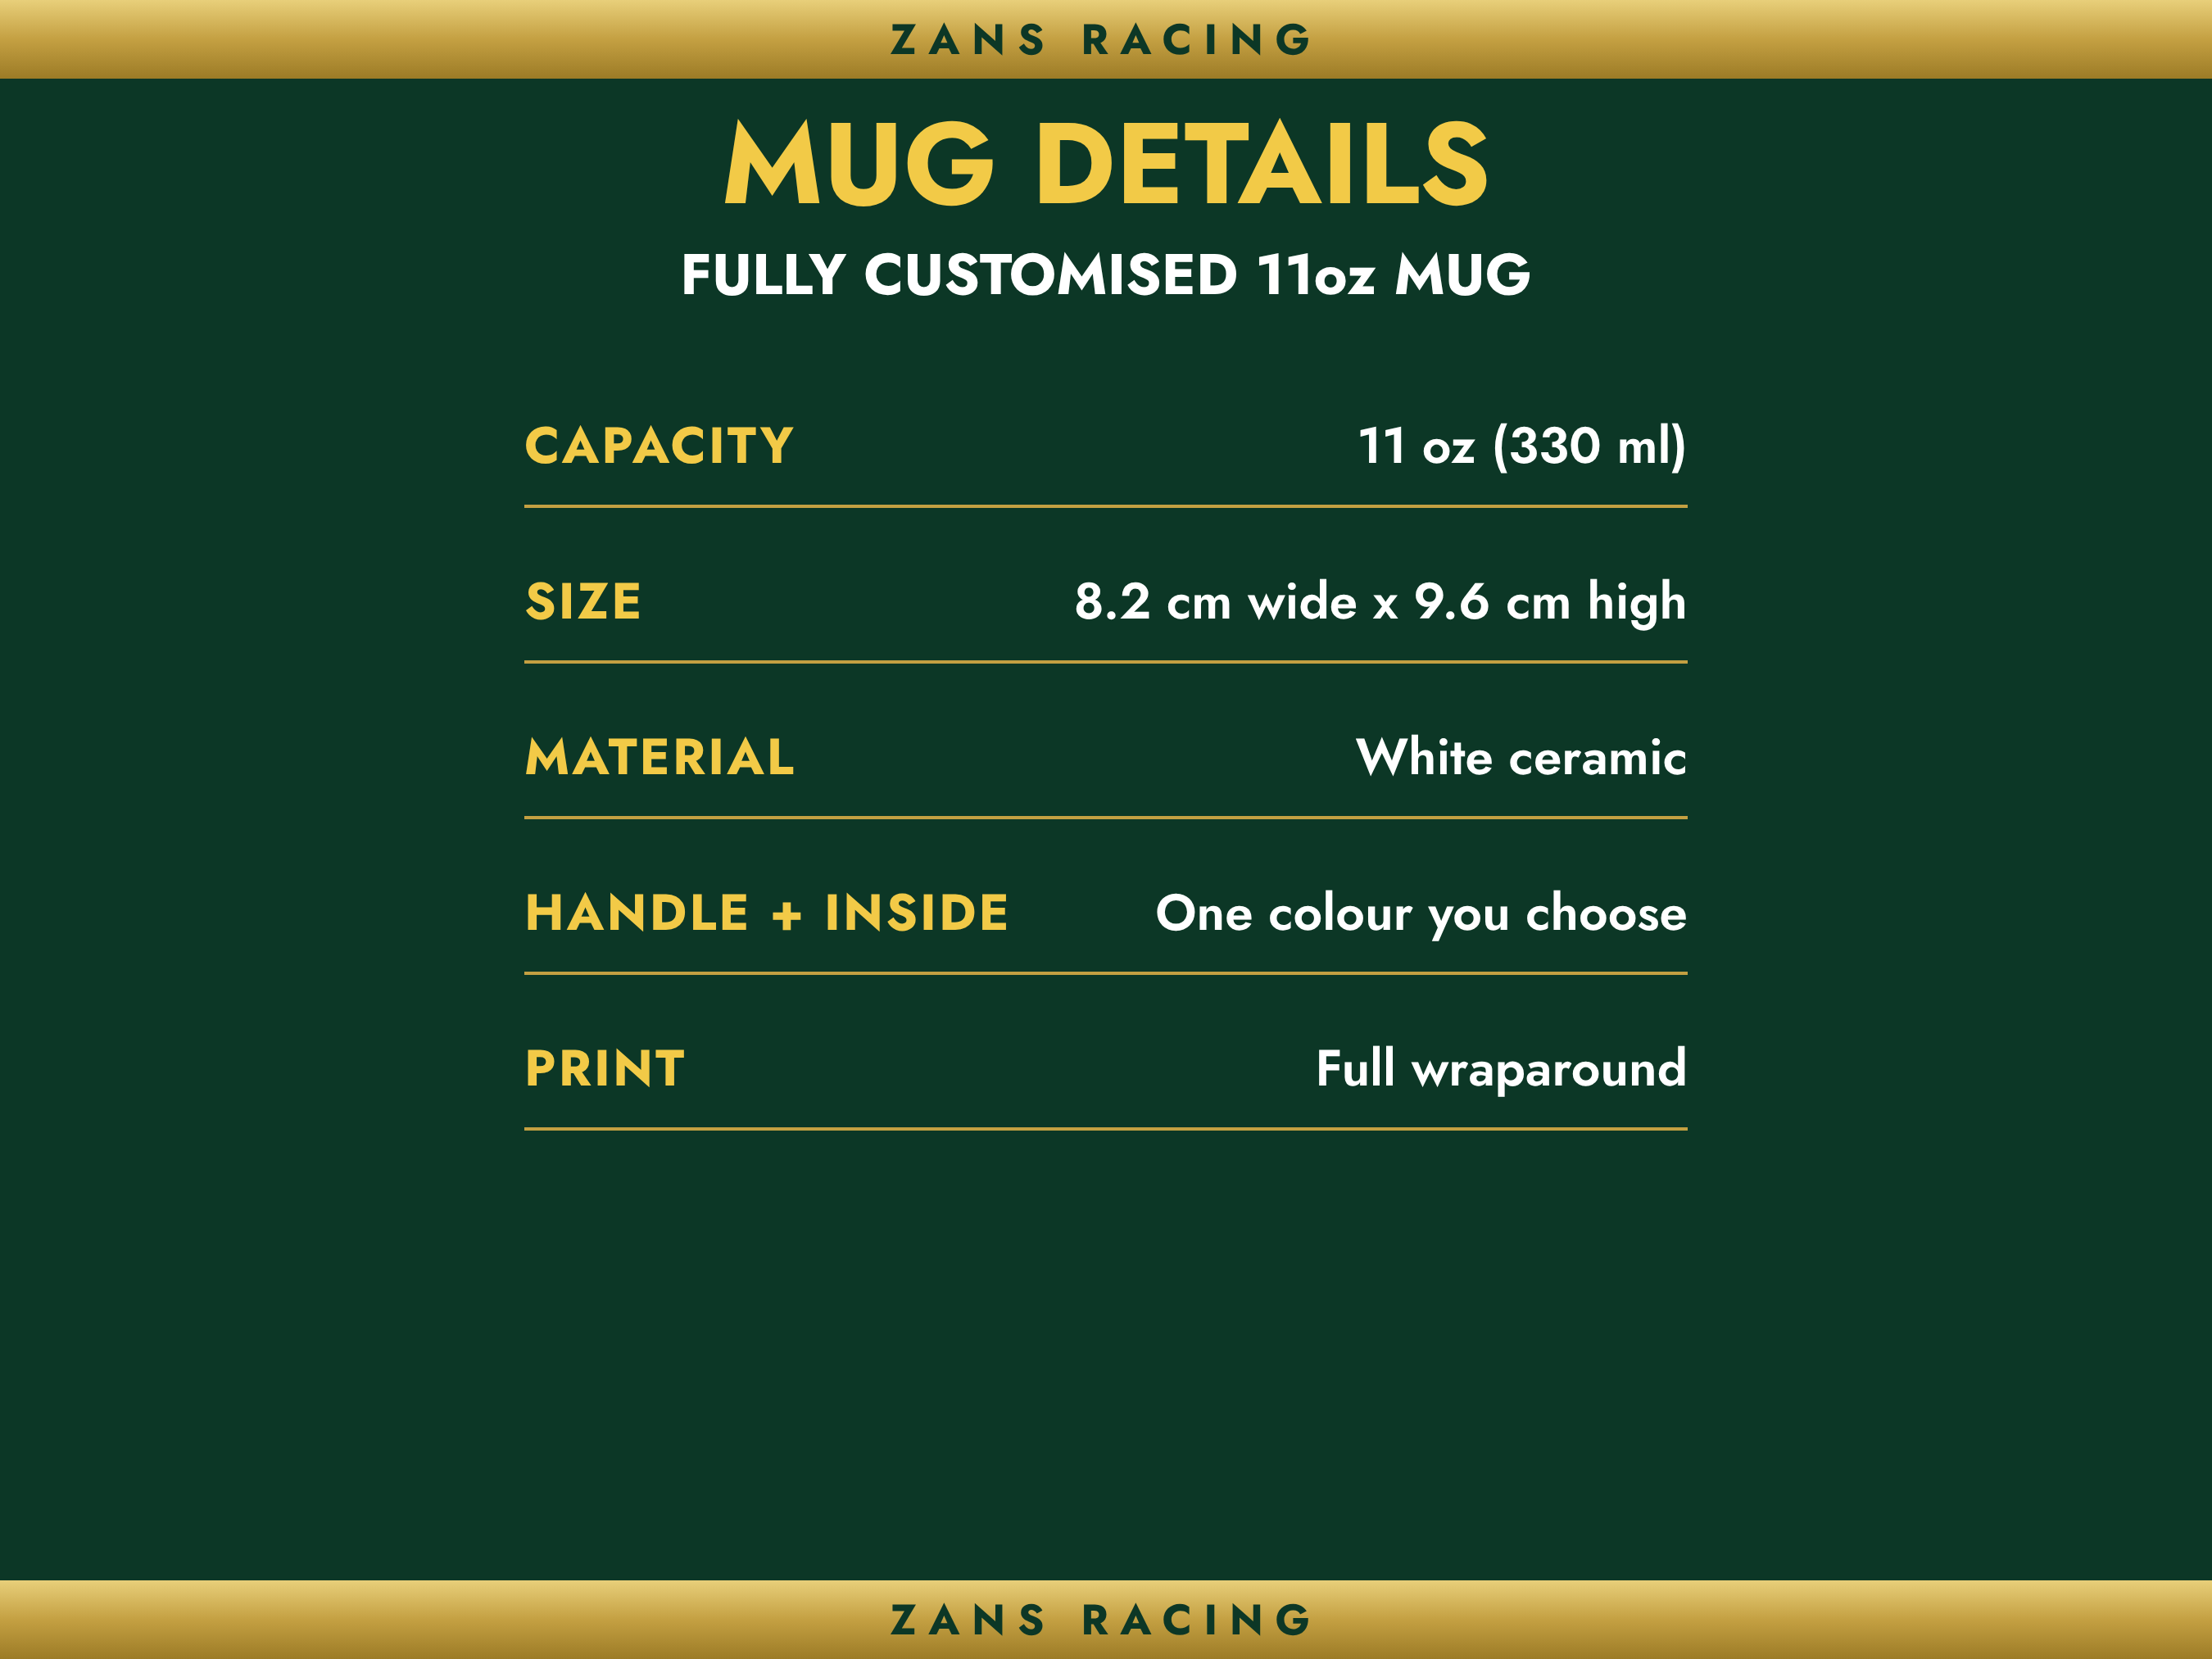 ZANS RACING
MUG DETAILS
FULLY CUSTOMISED 11oz MUG
CAPACITY 11 oz (330 ml)
SIZE 8.2 cm wide x 9.6 cm high
MATERIAL White ceramic
HANDLE + INSIDE One colour you choose
PRINT Full wraparound
ZANS RACING